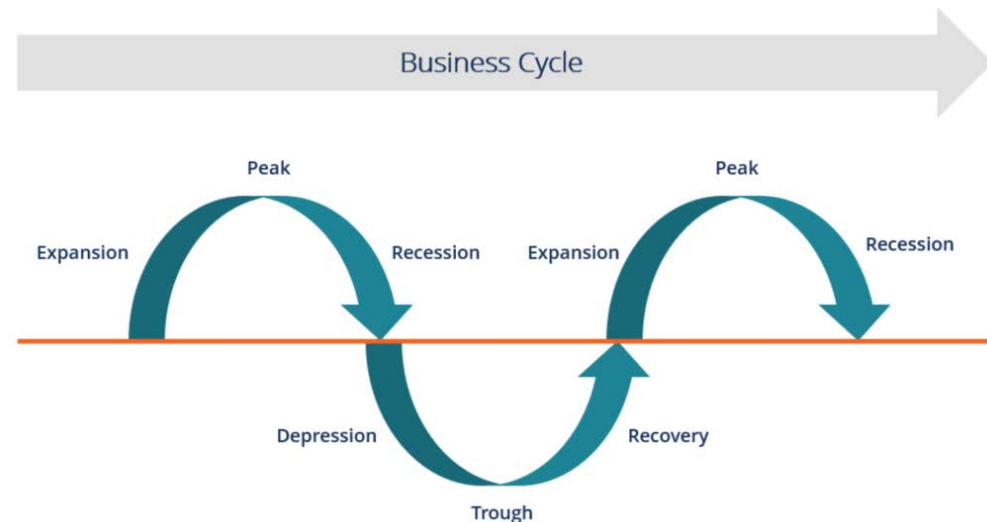 Business Cycle
Peak
Peak
Expansion
Recession
Expansion
Recession
Depression
Recovery
Trough